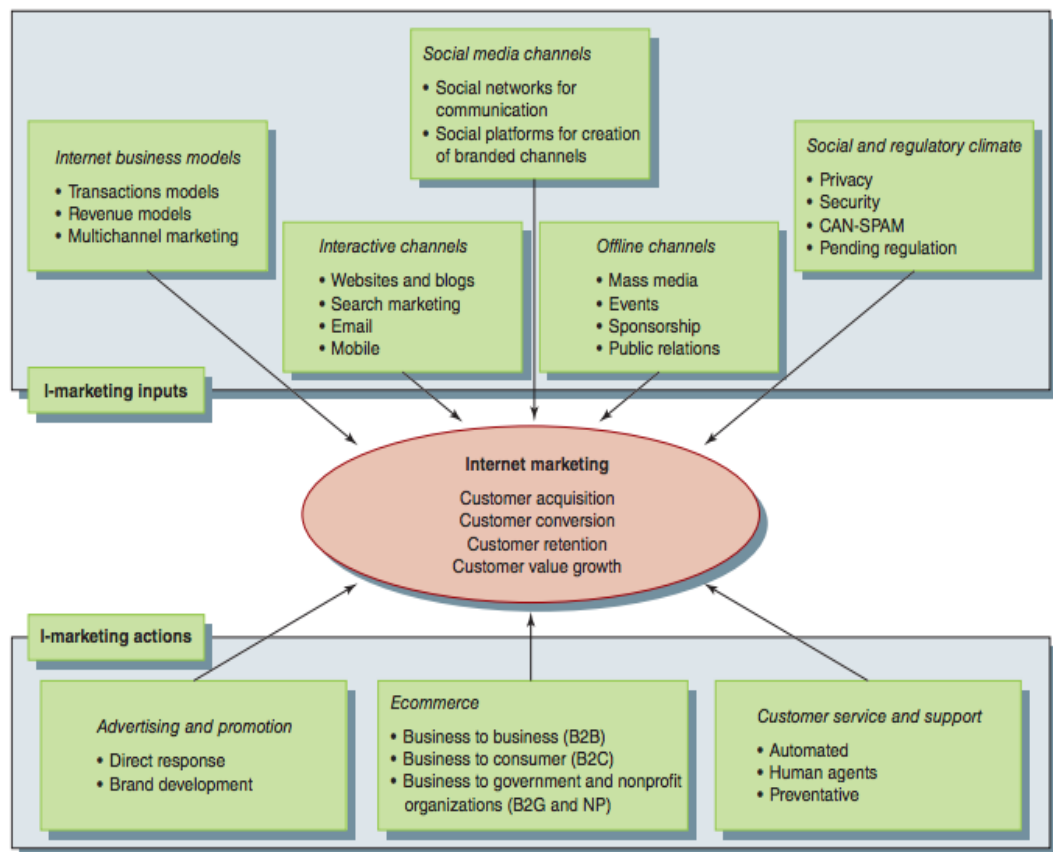 Social media channels
• Social networks for
communication
• Social platforms for creation
of branded channels
Internet business models
• Transactions models
• Revenue models
• Multichannel marketing
Social and regulatory climate
• Privacy
• Security
• CAN-SPAM
• Pending regulation
Interactive channels
• Websites and blogs
• Search marketing
• Email
• Mobile
Offline channels
• Mass media
• Events
• Sponsorship
• Public relations
I-marketing inputs
Internet marketing
Customer acquisition
Customer conversion
Customer retention
Customer value growth
I-marketing actions
Advertising and promotion
• Direct response
• Brand development
Ecommerce
• Business to business (B2B)
• Business to consumer (B2C)
• Business to government and nonprofit
organizations (B2G and NP)
Customer service and support
• Automated
• Human agents
• Preventative